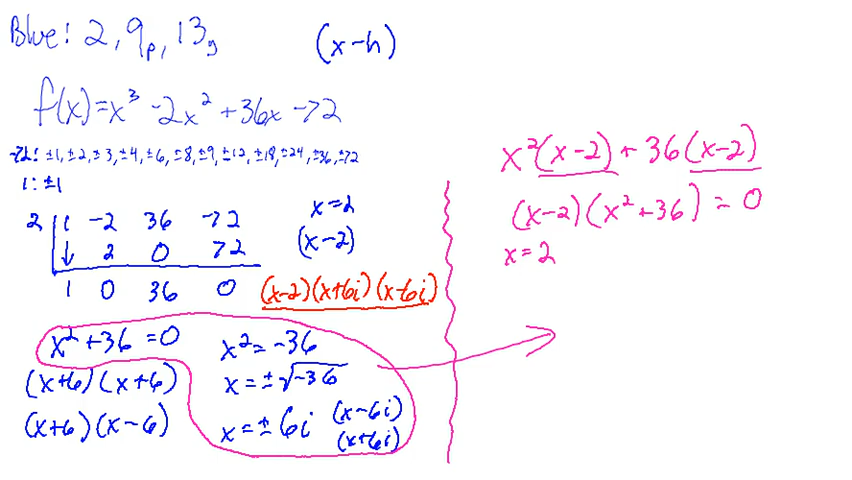 Blue: 2, 9p, 13g (x-h)
f(x) = x³ - 2x² + 36x - 72
-72: ±1, ±2, ±3, ±4, ±6, ±8, ±9, ±12, ±18, ±24, ±36, ±72
1: ±1
2 | 1 -2 36 -72
↓ 2 0 72
1 0 36 0
x=2
(x-2)
(x-2)(x+6i)(x-6i)
x² + 36 = 0
(x+6)(x+6)
(x+6)(x-6)
x² = -36
x = ±√-36
x = ± 6i
(x-6i)
(x+6i)
x²(x-2) + 36(x-2)
(x-2)(x²+36) = 0
x = 2